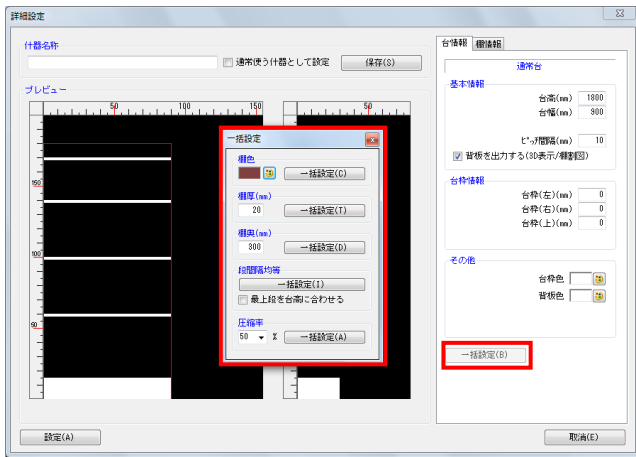 詳細設定
什器名称
通常使う什器として設定
保存(S)
プレビュー
50
100
150
50
150
100
50
一括設定
棚色
一括設定(C)
棚厚(mm)
20
一括設定(T)
棚奥(mm)
300
一括設定(D)
段間隔均等
一括設定(I)
最上段を台高に合わせる
圧縮率
50
%
一括設定(A)
台情報
棚情報
通常台
基本情報
台高(mm)
1800
台幅(mm)
900
ピッチ間隔(mm)
10
背板を出力する(3D表示/棚割図)
台枠情報
台枠(左)(mm)
0
台枠(右)(mm)
0
台枠(上)(mm)
0
その他
台枠色
背板色
一括設定(B)
設定(A)
取消(E)